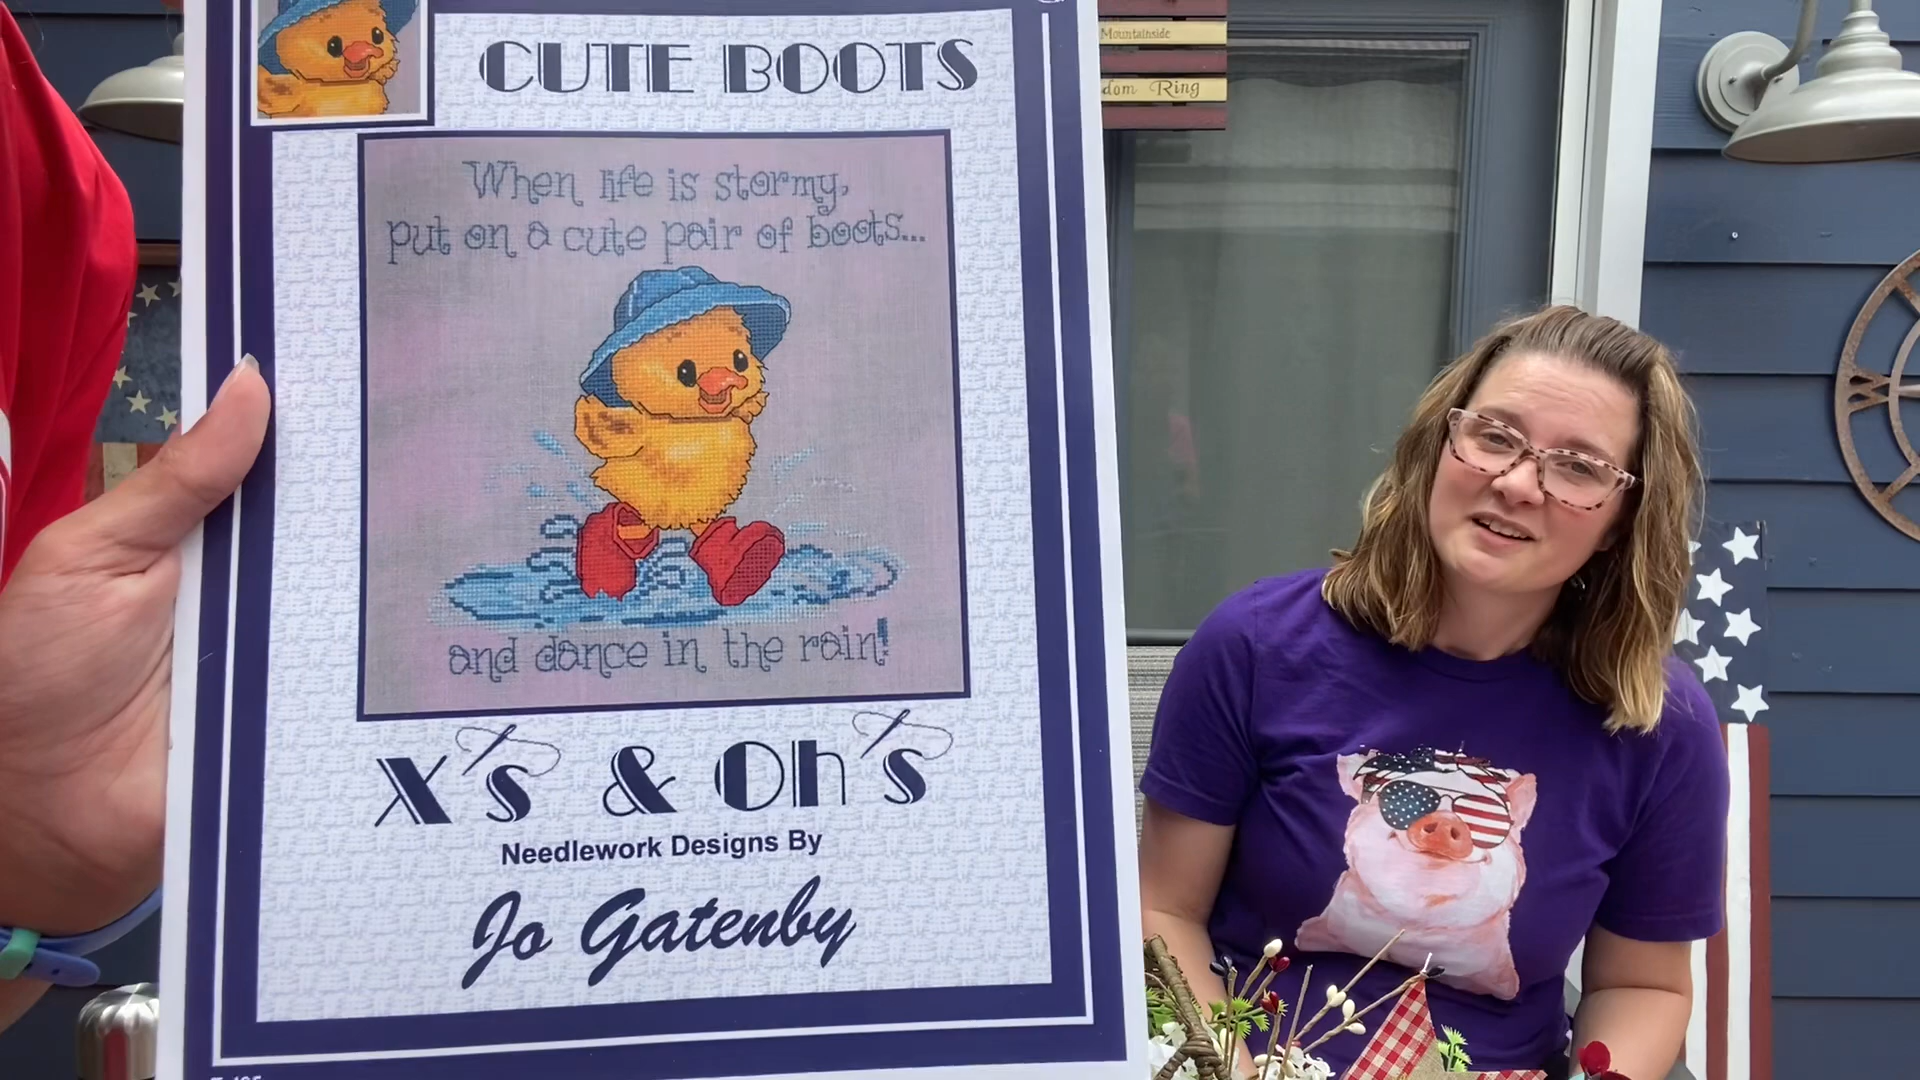 CUTE BOOTS
When life is stormy,
put on a cute pair of boots...
and dance in the rain!
X's & Oh's
Needlework Designs By
Jo Gatenby
Mountainside
dom Ring
W